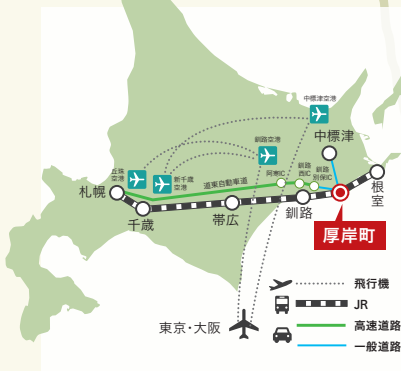 中標津空港
中標津
釧路空港
丘珠
空港
新千歳
空港
阿寒IC
釧路
西IC
釧路
別保IC
道東自動車道
札幌
千歳
帯広
釧路
根室
厚岸町
東京・大阪
飛行機
JR
高速道路
一般道路